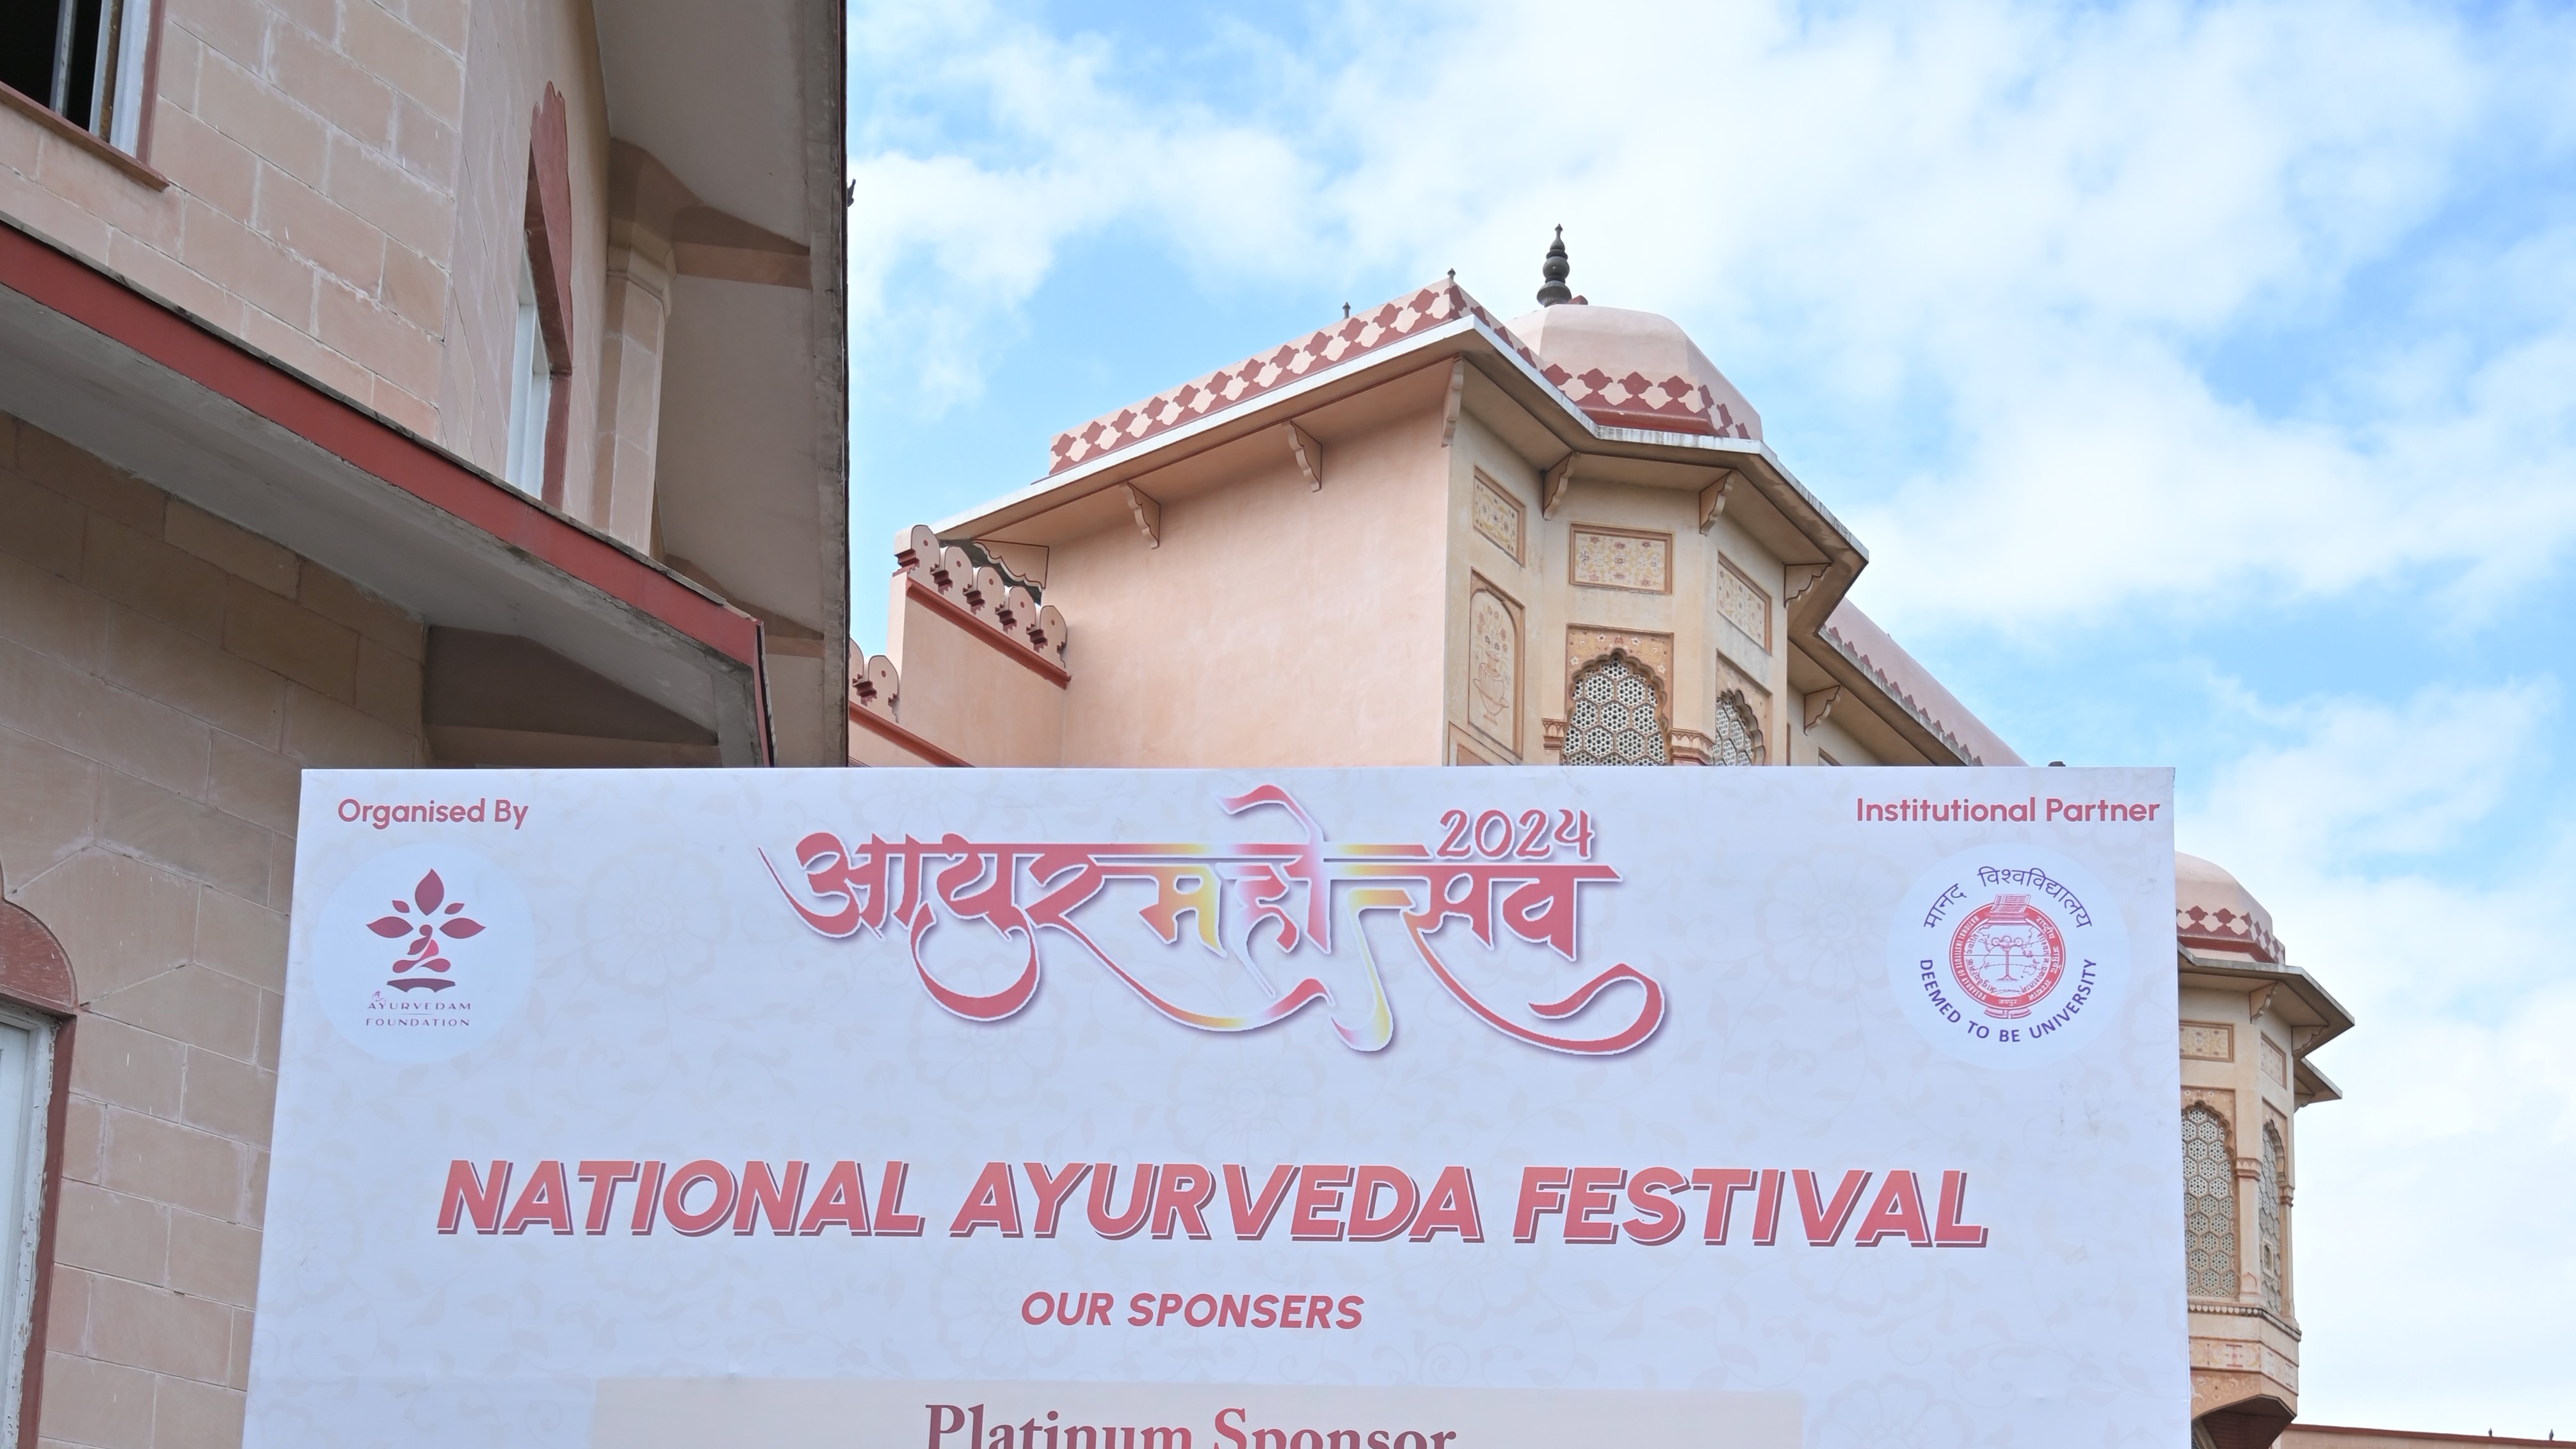 Organised By
AYURVEDAM
FOUNDATION
आयुरमहोत्सव
2024
Institutional Partner
मानद विश्वविद्यालय
जयपुर
DEEMED TO BE UNIVERSITY
NATIONAL AYURVEDA FESTIVAL
OUR SPONSERS
Platinum Sponsor